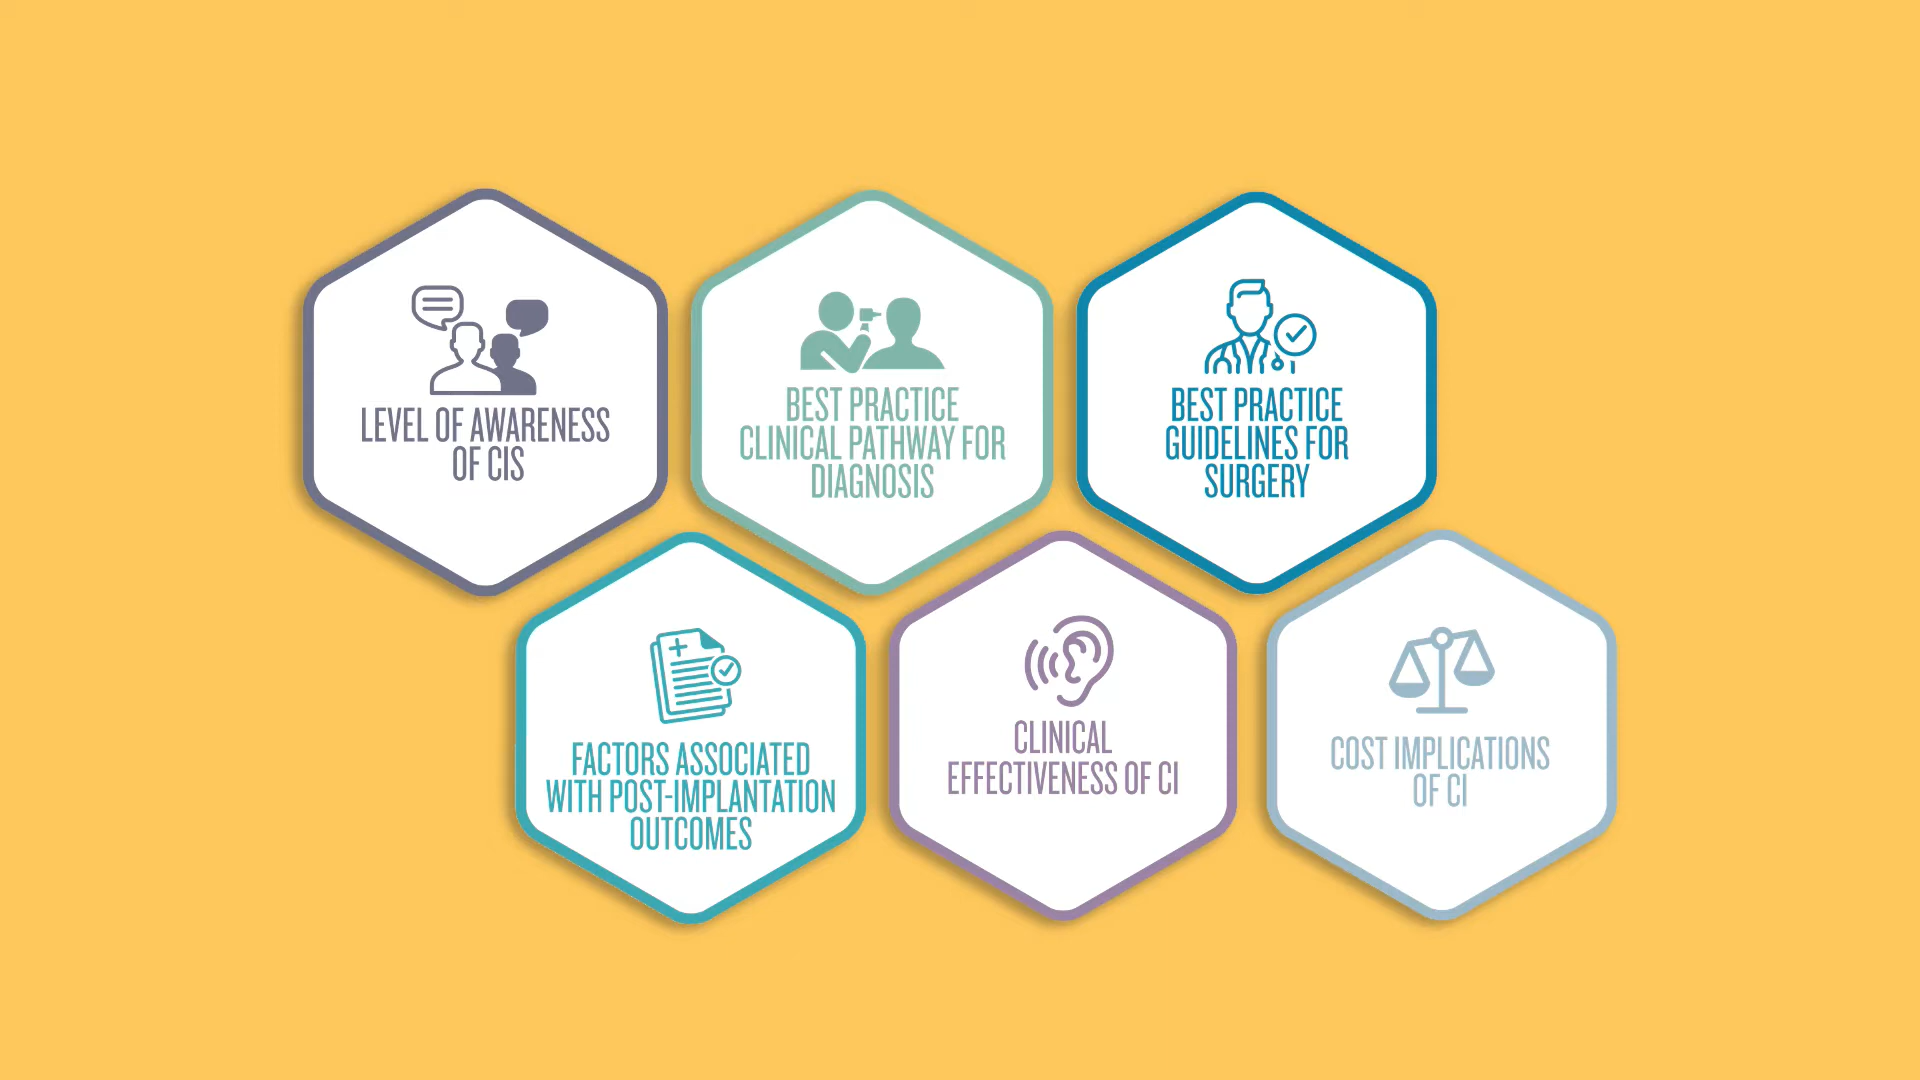 LEVEL OF AWARENESS
OF CIS
BEST PRACTICE
CLINICAL PATHWAY FOR
DIAGNOSIS
BEST PRACTICE
GUIDELINES FOR
SURGERY
FACTORS ASSOCIATED
WITH POST-IMPLANTATION
OUTCOMES
CLINICAL
EFFECTIVENESS OF CI
COST IMPLICATIONS
OF CI